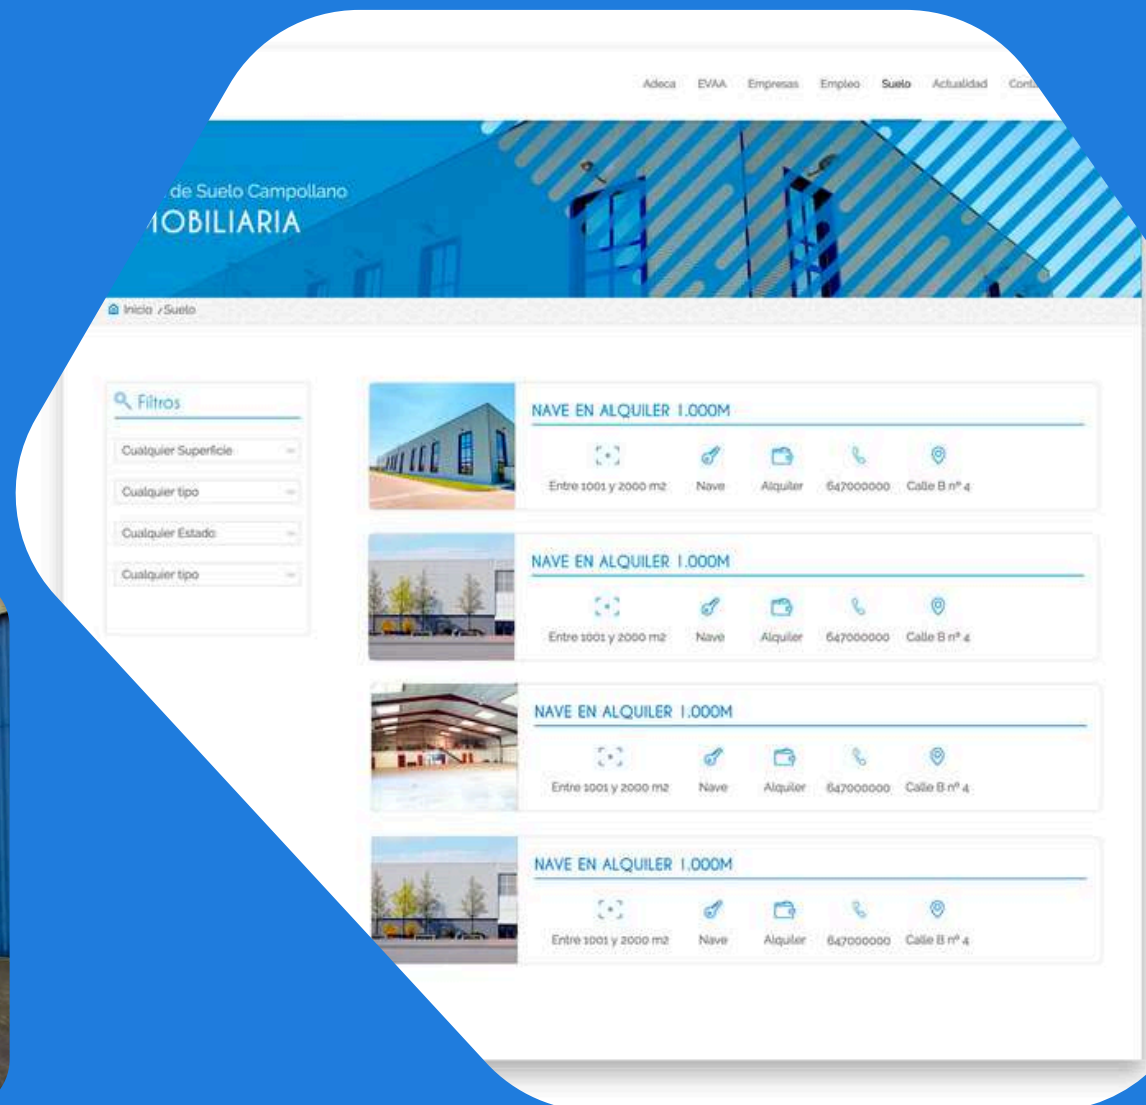 Adeca EVAA Empresas Empleo Suelo Actualidad
de Suelo Campollano
Inicio / Suelo
Filtros
Cualquier Superficie
Cualquier tipo
Cualquier Estado
Cualquier tipo
NAVE EN ALQUILER 1.000M
Entre 1001 y 2000 m2 Nave Alquiler 647000000 Calle B nº 4
NAVE EN ALQUILER 1.000M
Entre 1001 y 2000 m2 Nave Alquiler 647000000 Calle B nº 4
NAVE EN ALQUILER 1.000M
Entre 1001 y 2000 m2 Nave Alquiler 647000000 Calle B nº 4
NAVE EN ALQUILER 1.000M
Entre 1001 y 2000 m2 Nave Alquiler 647000000 Calle B nº 4